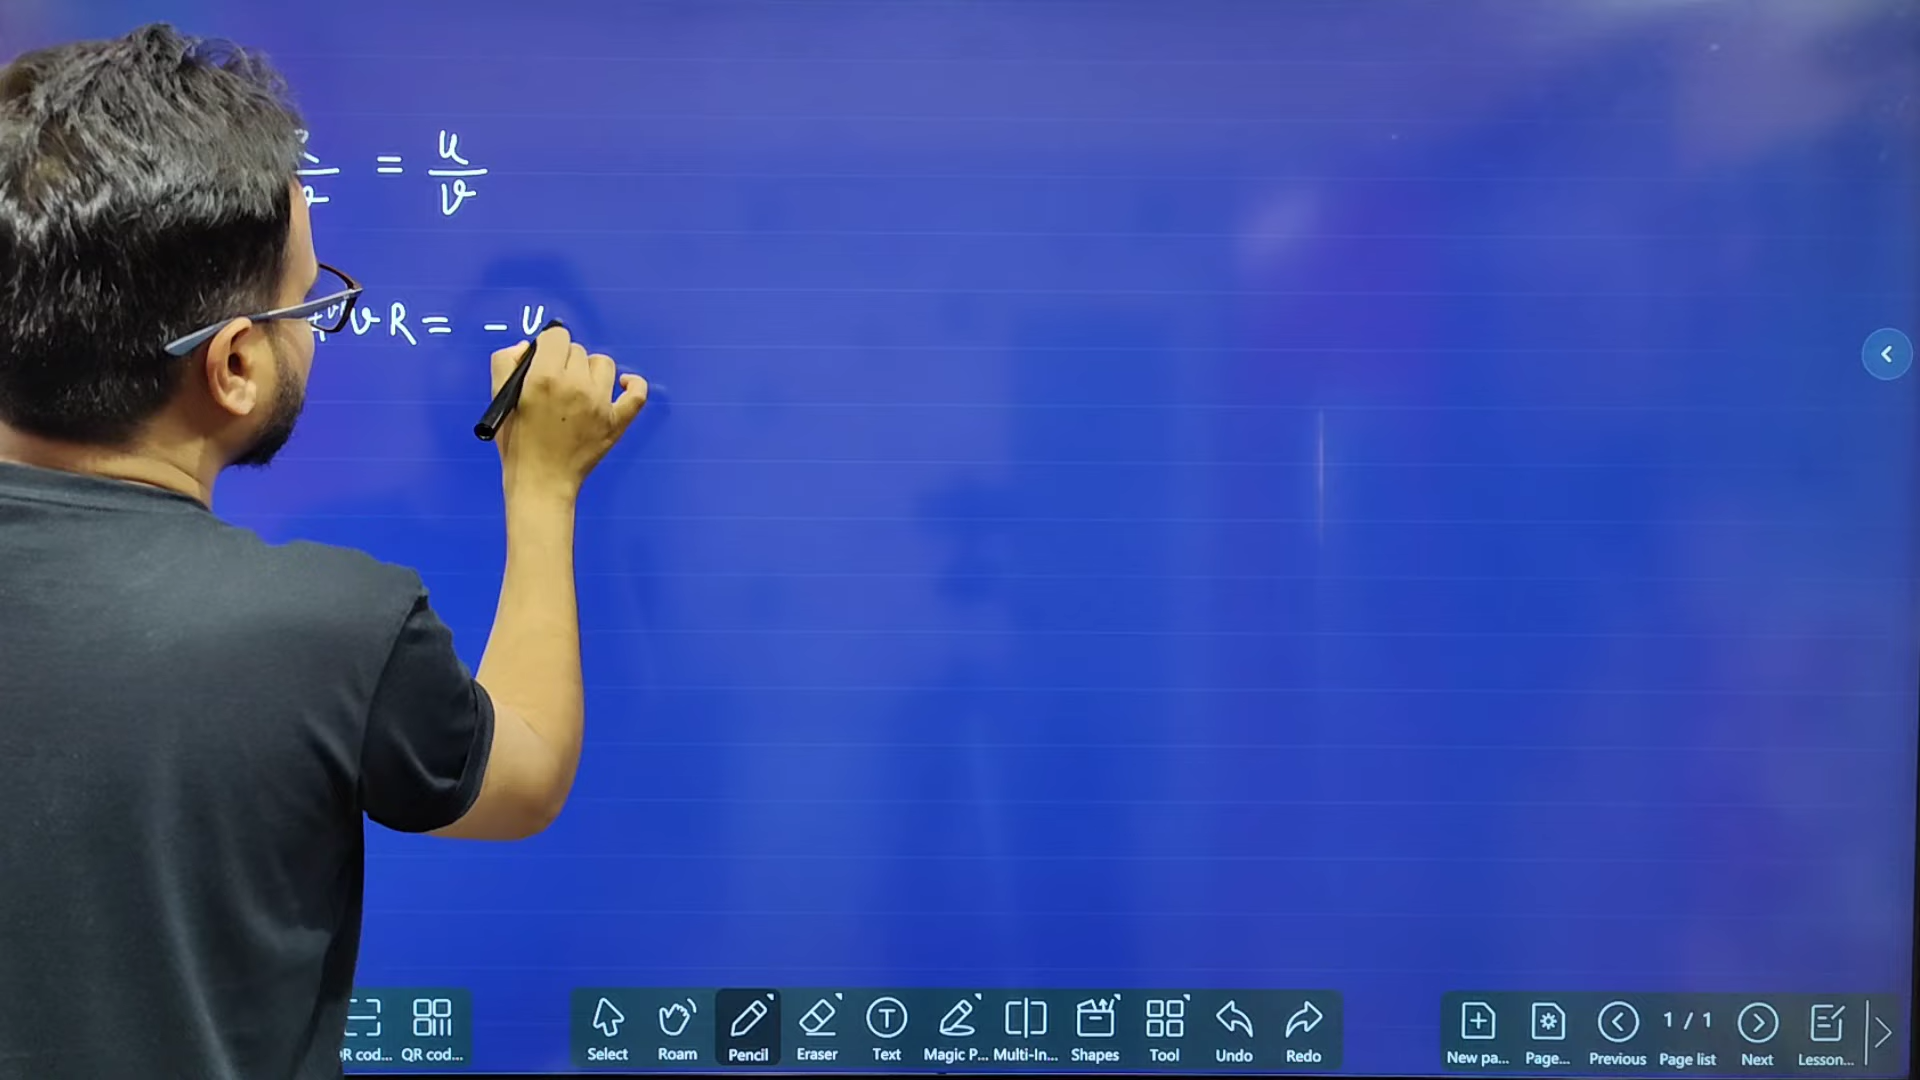 = u/v
vR = - u
R cod... QR cod... Select Roam Pencil Eraser Text Magic P... Multi-In... Shapes Tool Undo Redo New pa... Page... Previous 1 / 1 Page list Next Lesson...